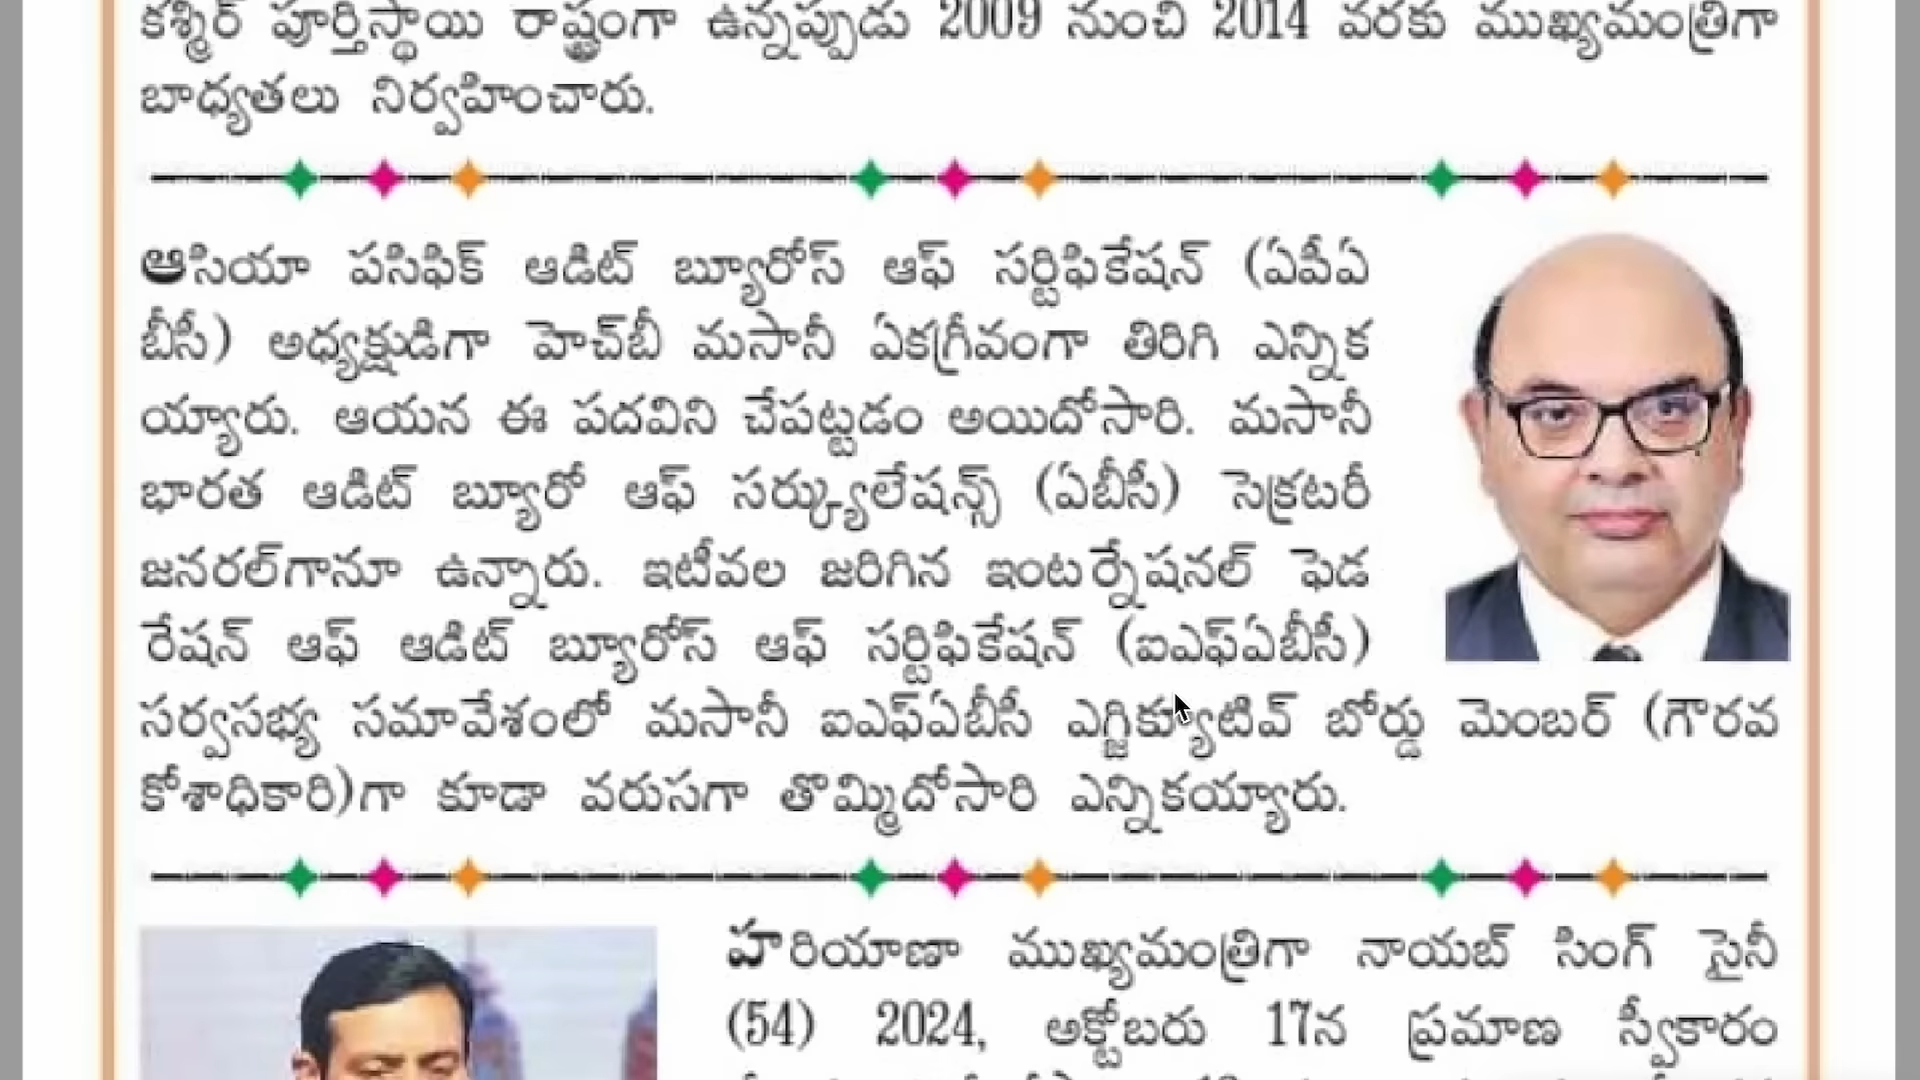 కశ్మీర్ పూర్తిస్థాయి రాష్ట్రంగా ఉన్నప్పుడు 2009 నుంచి 2014 వరకు ముఖ్యమంత్రిగా
బాధ్యతలు నిర్వహించారు.
ఆసియా పసిఫిక్ ఆడిట్ బ్యూరోస్ ఆఫ్ సర్టిఫికేషన్ (ఏపీఏ
బీసీ) అధ్యక్షుడిగా హెచ్‌బీ మసానీ ఏకగ్రీవంగా తిరిగి ఎన్నిక
య్యారు. ఆయన ఈ పదవిని చేపట్టడం అయిదోసారి. మసానీ
భారత ఆడిట్ బ్యూరో ఆఫ్ సర్క్యులేషన్స్ (ఏబీసీ) సెక్రటరీ
జనరల్‌గానూ ఉన్నారు. ఇటీవల జరిగిన ఇంటర్నేషనల్ ఫెడ
రేషన్ ఆఫ్ ఆడిట్ బ్యూరోస్ ఆఫ్ సర్టిఫికేషన్ (ఐఎఫ్ఏబీసీ)
సర్వసభ్య సమావేశంలో మసానీ ఐఎఫ్ఏబీసీ ఎగ్జిక్యూటివ్ బోర్డు మెంబర్ (గౌరవ
కోశాధికారి)గా కూడా వరుసగా తొమ్మిదోసారి ఎన్నికయ్యారు.
హరియాణా ముఖ్యమంత్రిగా నాయబ్ సింగ్ సైనీ
(54) 2024, అక్టోబరు 17న ప్రమాణ స్వీకారం